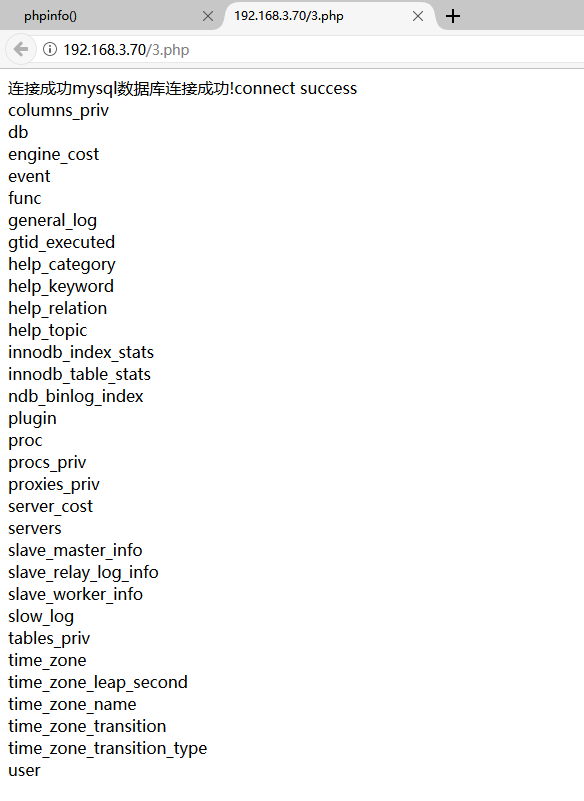 phpinfo()
192.168.3.70/3.php
192.168.3.70/3.php
连接成功mysql数据库连接成功!connect success
columns_priv
db
engine_cost
event
func
general_log
gtid_executed
help_category
help_keyword
help_relation
help_topic
innodb_index_stats
innodb_table_stats
ndb_binlog_index
plugin
proc
procs_priv
proxies_priv
server_cost
servers
slave_master_info
slave_relay_log_info
slave_worker_info
slow_log
tables_priv
time_zone
time_zone_leap_second
time_zone_name
time_zone_transition
time_zone_transition_type
user